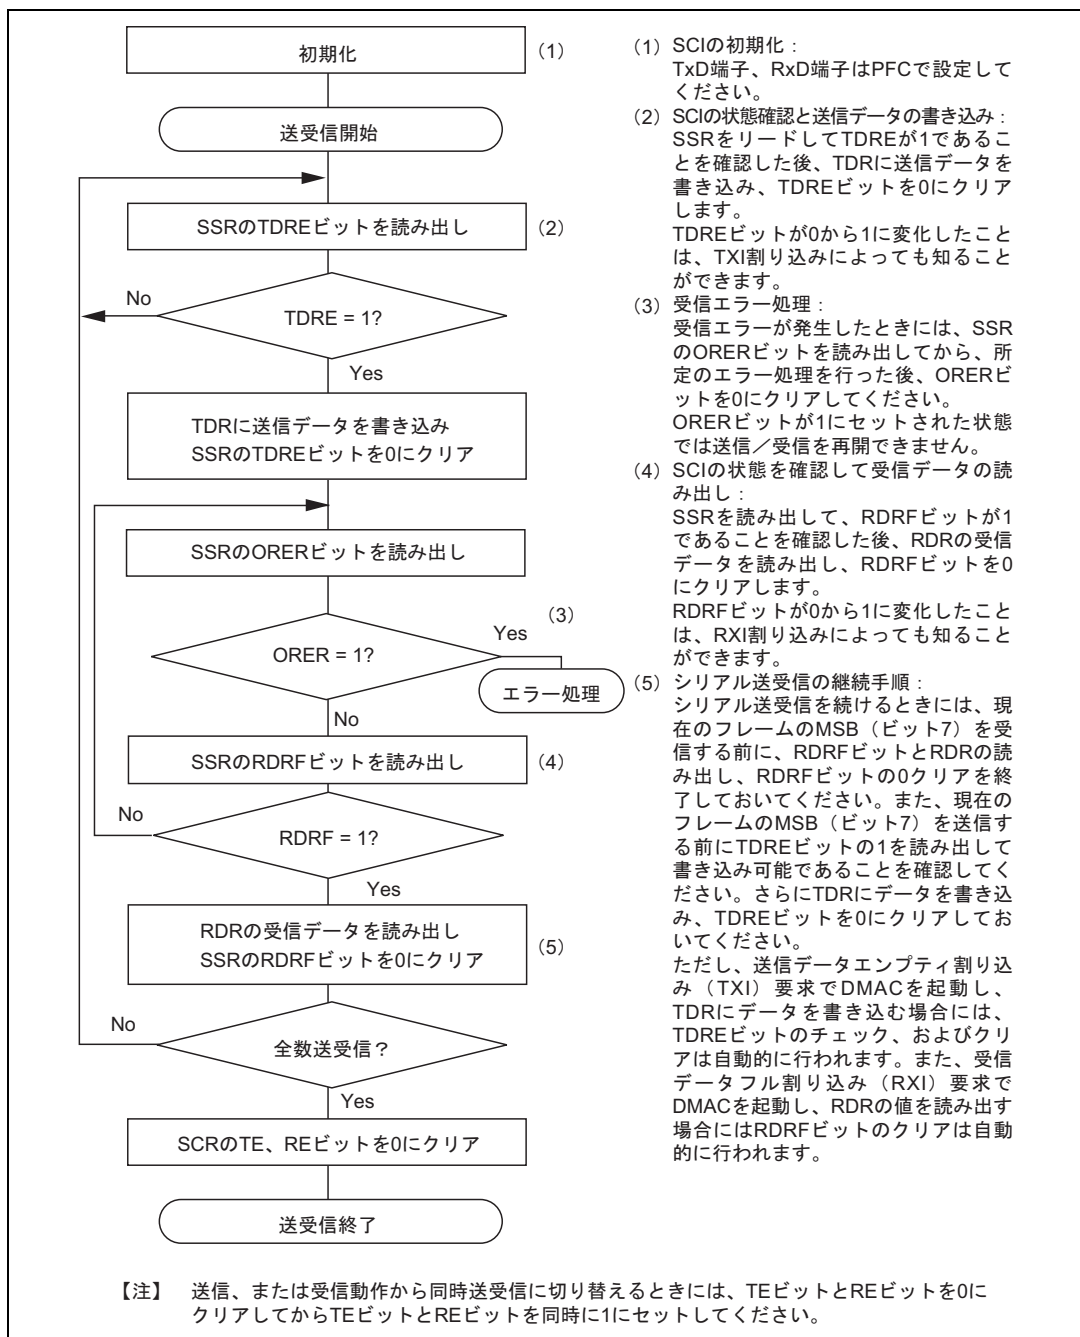 初期化
(1)
送受信開始
SSRのTDREビットを読み出し
(2)
TDRE = 1?
No
Yes
TDRに送信データを書き込み
SSRのTDREビットを0にクリア
SSRのORERビットを読み出し
ORER = 1?
Yes
(3)
エラー処理
No
SSRのRDRFビットを読み出し
(4)
No
RDRF = 1?
Yes
RDRの受信データを読み出し
SSRのRDRFビットを0にクリア
(5)
No
全数送受信？
Yes
SCRのTE、REビットを0にクリア
送受信終了
(1) SCIの初期化：
TxD端子、RxD端子はPFCで設定して
ください。
(2) SCIの状態確認と送信データの書き込み：
SSRをリードしてTDREが1であるこ
とを確認した後、TDRに送信データを
書き込み、TDREビットを0にクリア
します。
TDREビットが0から1に変化したこと
は、TXI割り込みによっても知ること
ができます。
(3) 受信エラー処理：
受信エラーが発生したときには、SSR
のORERビットを読み出してから、所
定のエラー処理を行った後、ORERビ
ットを0にクリアしてください。
ORERビットが1にセットされた状態
では送信／受信を再開できません。
(4) SCIの状態を確認して受信データの読
み出し：
SSRを読み出して、RDRFビットが1
であることを確認した後、RDRの受信
データを読み出し、RDRFビットを0
にクリアします。
RDRFビットが0から1に変化したこと
は、RXI割り込みによっても知ること
ができます。
(5) シリアル送受信の継続手順：
シリアル送受信を続けるときには、現
在のフレームのMSB（ビット7）を受
信する前に、RDRFビットとRDRの読
み出し、RDRFビットの0クリアを終
了しておいてください。また、現在の
フレームのMSB（ビット7）を送信す
る前にTDREビットの1を読み出して
書き込み可能であることを確認してく
ださい。さらにTDRにデータを書き込
み、TDREビットを0にクリアしてお
いてください。
ただし、送信データエンプティ割り込
み（TXI）要求でDMACを起動し、
TDRにデータを書き込む場合には、
TDREビットのチェック、およびクリ
アは自動的に行われます。また、受信
データフル割り込み（RXI）要求で
DMACを起動し、RDRの値を読み出す
場合にはRDRFビットのクリアは自動
的に行われます。
【注】 送信、または受信動作から同時送受信に切り替えるときには、TEビットとREビットを0に
クリアしてからTEビットとREビットを同時に1にセットしてください。